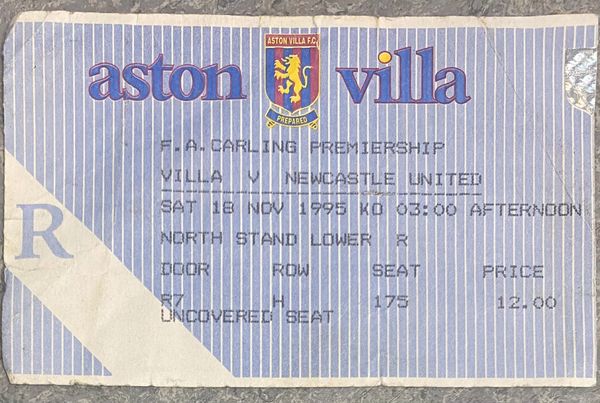 ASTON VILLA F.C.
aston villa
PREPARED
F.A.CARLING PREMIERSHIP
VILLA V NEWCASTLE UNITED
SAT 18 NOV 1995 KO 03:00 AFTERNOON
R
NORTH STAND LOWER R
DOOR ROW SEAT PRICE
R7 H 175 12.00
UNCOVERED SEAT